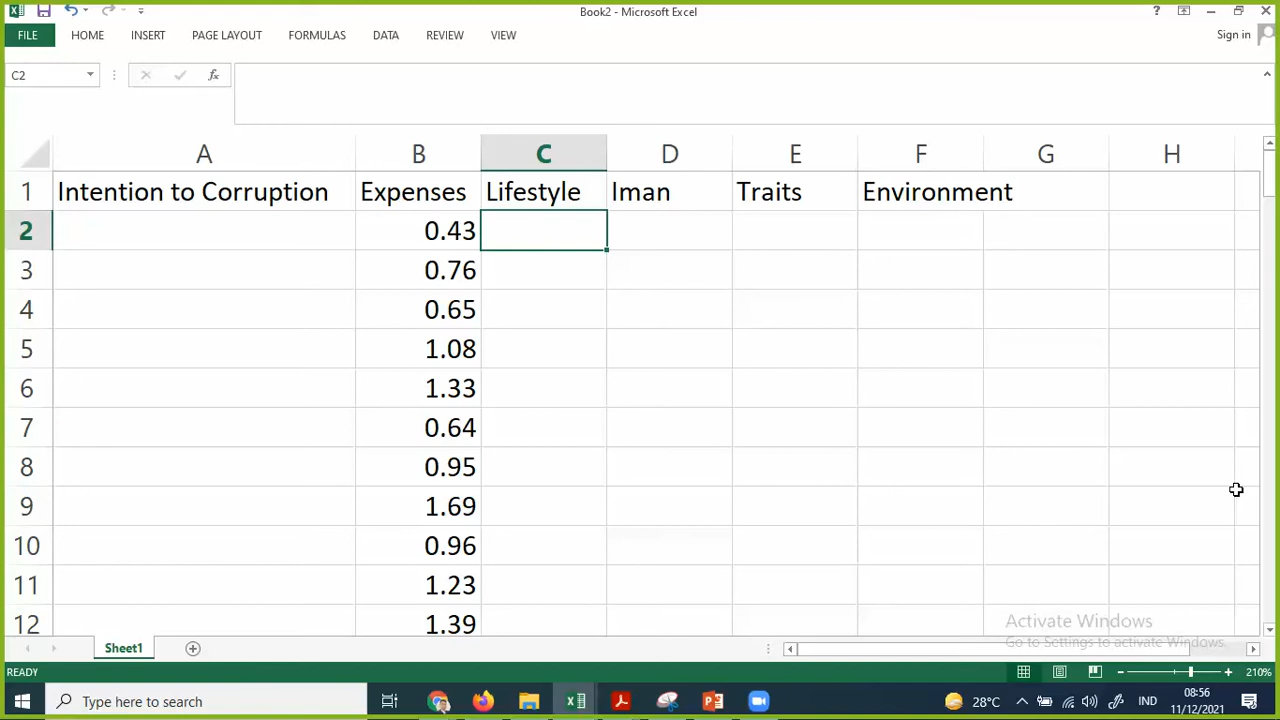 Book2 - Microsoft Excel
?
FILE HOME INSERT PAGE LAYOUT FORMULAS DATA REVIEW VIEW Sign in
C2 fx
A B C D E F G H
1 Intention to Corruption Expenses Lifestyle Iman Traits Environment
2 0.43
3 0.76
4 0.65
5 1.08
6 1.33
7 0.64
8 0.95
9 1.69
10 0.96
11 1.23
12 1.39
Activate Windows
Go to Settings to activate Windows.
Sheet1
READY 210%
Type here to search 28°C IND 08:56
11/12/2021